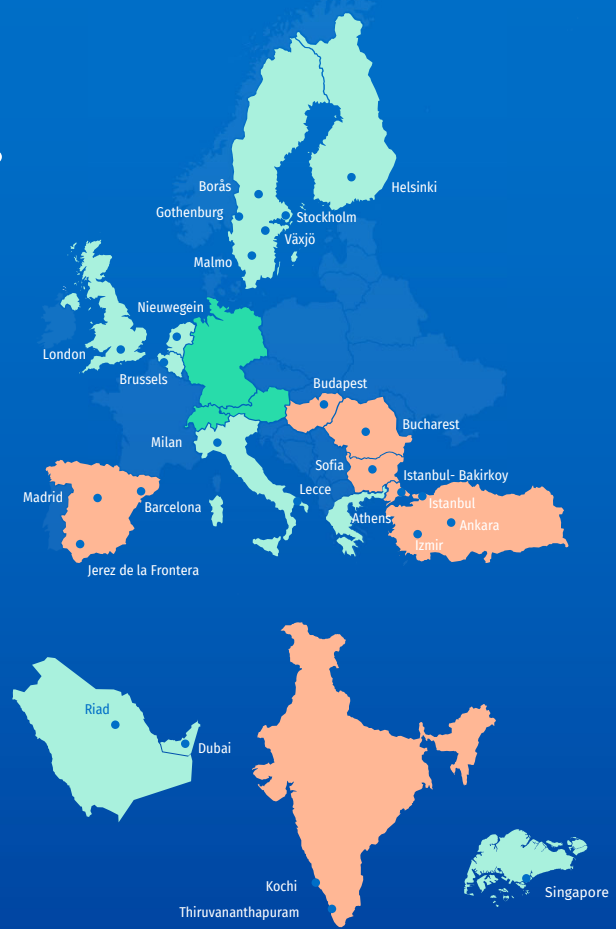 Borås
Helsinki
Gothenburg
Stockholm
Växjö
Malmo
Nieuwegein
London
Brussels
Budapest
Bucharest
Milan
Sofia
Istanbul- Bakirkoy
Lecce
Madrid
Barcelona
Istanbul
Athens
Ankara
Izmir
Jerez de la Frontera
Riad
Dubai
Kochi
Singapore
Thiruvananthapuram